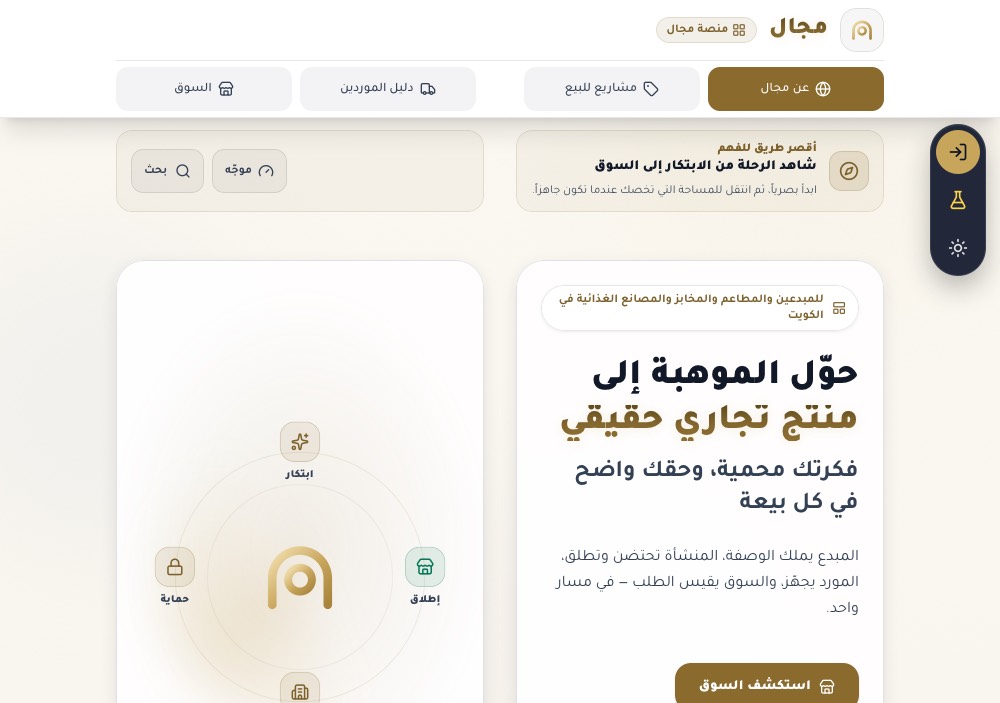 مجال
منصة مجال
عن مجال
مشاريع للبيع
دليل الموردين
السوق
أقصر طريق للفهم
شاهد الرحلة من الابتكار إلى السوق
ابدأ بصرياً، ثم انتقل للمساحة التي تخصك عندما تكون جاهزاً.
موجّه
بحث
للمبدعين والمطاعم والمخابز والمصانع الغذائية في
الكويت
حوّل الموهبة إلى
منتج تجاري حقيقي
فكرتك محمية، وحقك واضح
في كل بيعة
المبدع يملك الوصفة، المنشأة تحتضن وتطلق،
المورد يجهّز، والسوق يقيس الطلب — في مسار
واحد.
استكشف السوق
ابتكار
إطلاق
حماية